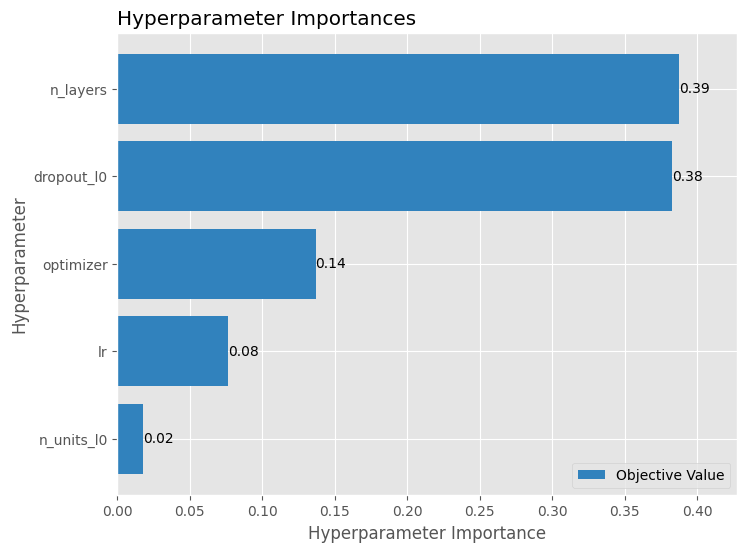 Hyperparameter Importances
n_layers
0.39
dropout_l0
0.38
optimizer
0.14
lr
0.08
n_units_l0
0.02
Hyperparameter
Objective Value
0.00 0.05 0.10 0.15 0.20 0.25 0.30 0.35 0.40
Hyperparameter Importance